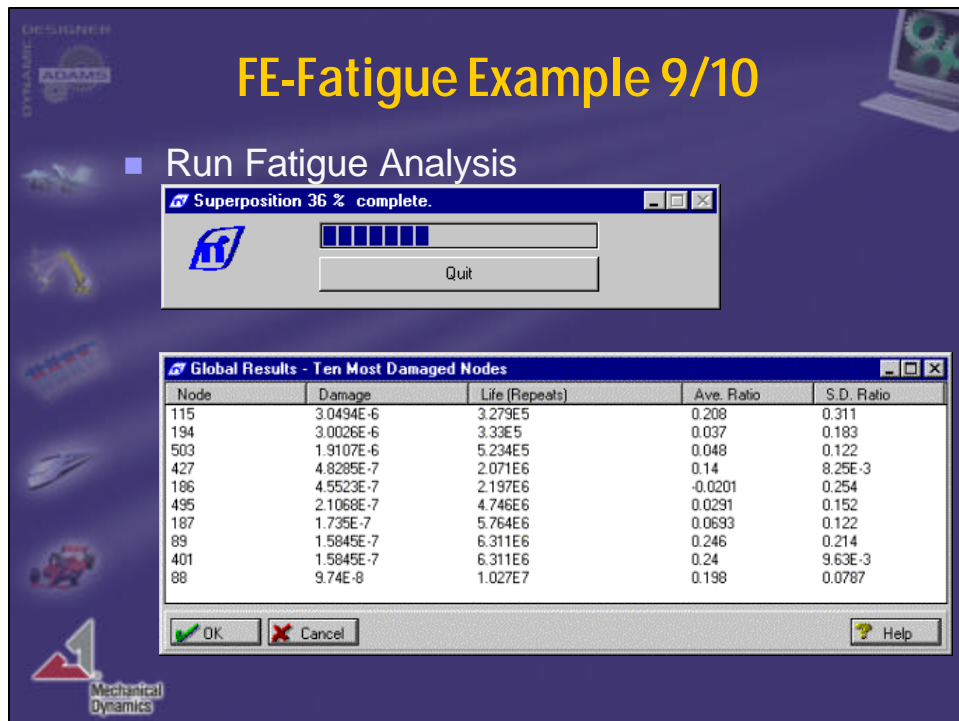 DESIGNER
DYNAMIC
ADAMS
FE-Fatigue Example 9/10
Run Fatigue Analysis
Superposition 36 % complete.
Quit
Global Results - Ten Most Damaged Nodes
Node Damage Life (Repeats) Ave. Ratio S.D. Ratio
115 3.0494E-6 3.279E5 0.208 0.311
194 3.0026E-6 3.33E5 0.037 0.183
503 1.9107E-6 5.234E5 0.048 0.122
427 4.8285E-7 2.071E6 0.14 8.25E-3
186 4.5523E-7 2.197E6 -0.0201 0.254
495 2.1068E-7 4.746E6 0.0291 0.152
187 1.735E-7 5.764E6 0.0693 0.122
89 1.5845E-7 6.311E6 0.246 0.214
401 1.5845E-7 6.311E6 0.24 9.63E-3
88 9.74E-8 1.027E7 0.198 0.0787
OK Cancel Help
Mechanical
Dynamics